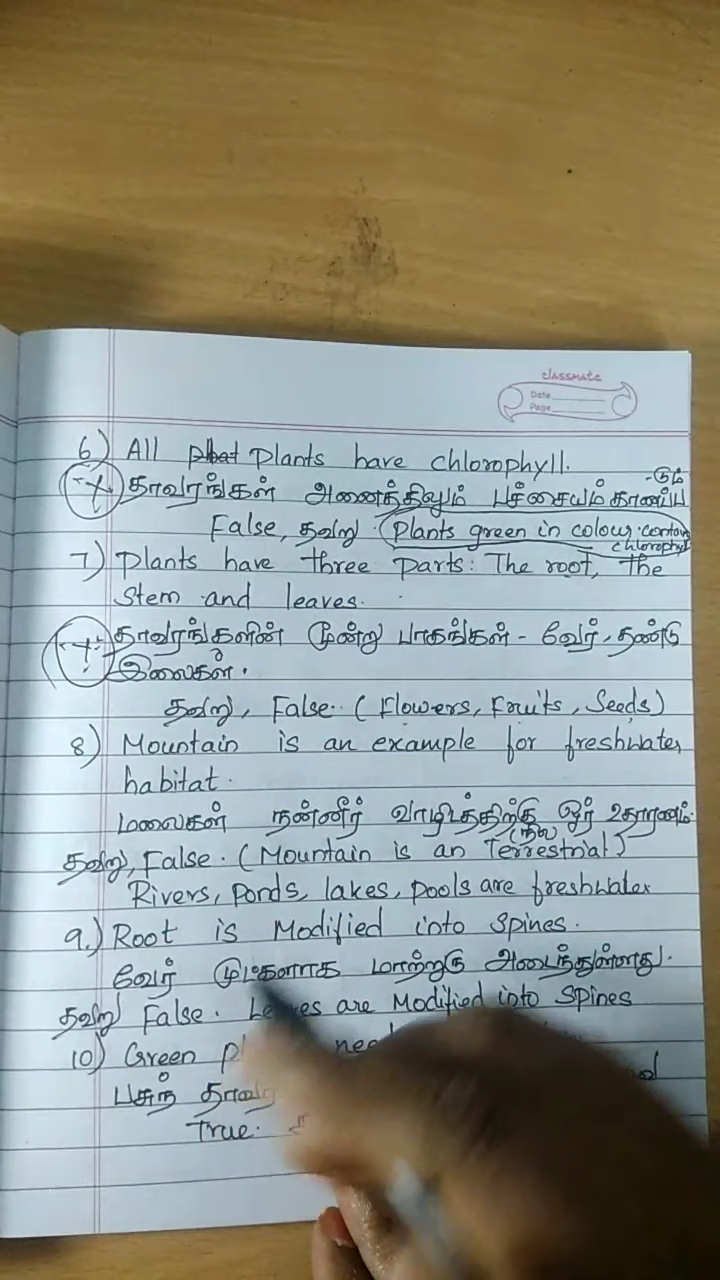 classmate
Date
Page
6) All plants have chlorophyll.
தாவரங்கள் அனைத்திலும் பச்சையம் காணப்படும்
False, தவறு. (Plants green in colour contain chlorophyll
7) Plants have three parts: The root, the
stem and leaves.
தாவரங்களின் மூன்று பாகங்கள் - வேர், தண்டு
இலைகள்.
தவறு, False. (Flowers, Fruits, Seeds)
8) Mountain is an example for freshwater
habitat.
மலைகள் நன்னீர் வாழிடத்திற்கு ஓர் உதாரணம்.
(நில
தவறு, False. (Mountain is an Terrestrial)
Rivers, Ponds, lakes, pools are freshwater
9.) Root is Modified into Spines.
வேர் முட்களாக மாற்றுரு அடைந்துள்ளது.
தவறு False. Leaves are Modified into Spines
10) Green
பசுந்
True.